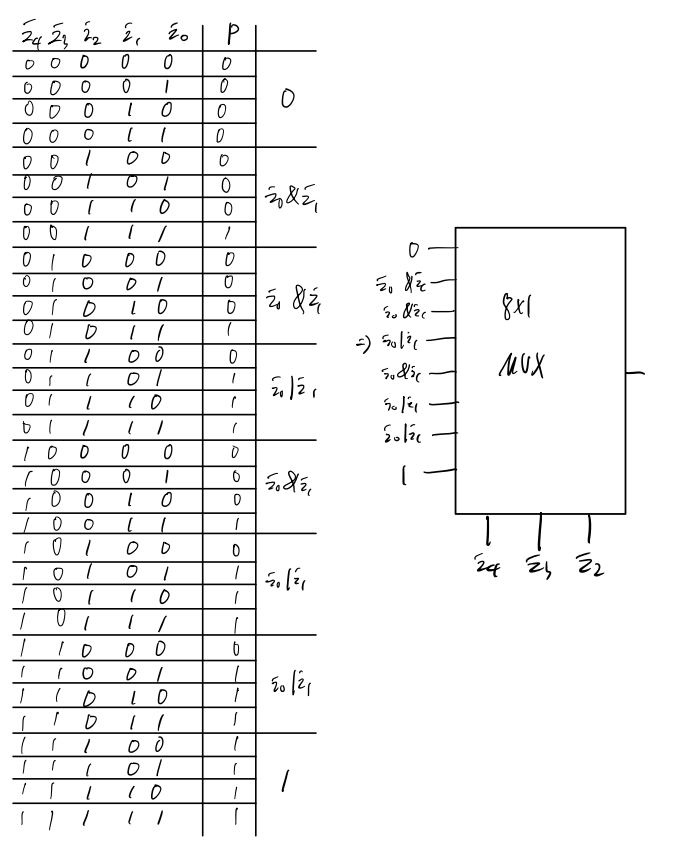 z4 z3 z2 z1 z0 P
0 0 0 0 0 0
0 0 0 0 1 0
0
0 0 0 1 0 0
0 0 0 1 1 0
0 0 1 0 0 0
0 0 1 0 1 0
z0&z1
0 0 1 1 0 0
0 0 1 1 1 1
0 1 0 0 0 0
0 1 0 0 1 0
z0&z1
0 1 0 1 0 0
0 1 0 1 1 1
0 1 1 0 0 0
0 1 1 0 1 1
z0|z1
0 1 1 1 0 1
0 1 1 1 1 1
1 0 0 0 0 0
1 0 0 0 1 0
z0&z1
1 0 0 1 0 0
1 0 0 1 1 1
1 0 1 0 0 0
1 0 1 0 1 1
z0|z1
1 0 1 1 0 1
1 0 1 1 1 1
1 1 0 0 0 0
1 1 0 0 1 1
z0|z1
1 1 0 1 0 1
1 1 0 1 1 1
1 1 1 0 0 1
1 1 1 0 1 1
1
1 1 1 1 0 1
1 1 1 1 1 1
0
z0&z1
z0&z1
=) z0|z1
z0&z1
z0|z1
z0|z1
1
8x1
MUX
z4 z3 z2